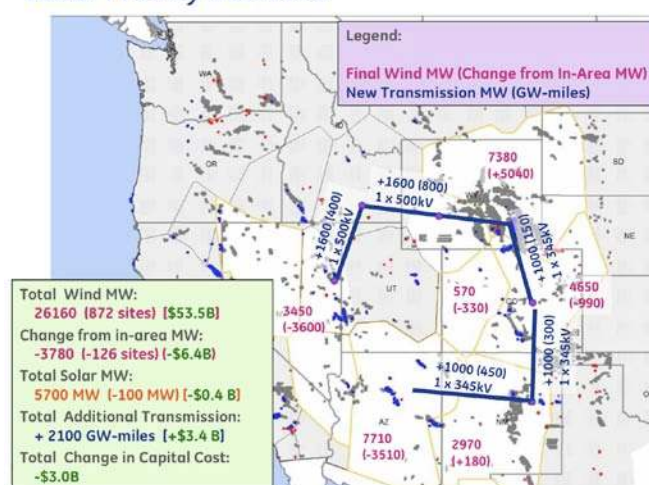 Legend:
Final Wind MW (Change from In-Area MW)
New Transmission MW (GW-miles)
WA
OR
ID
SD
7380
(+5040)
+1600 (800)
1 x 500kV
+1600 (400)
1 x 500kV
NE
+1000 (150)
1 x 345kV
UT
570
(-330)
4650
(-990)
3450
(-3600)
+1000 (300)
1 x 345kV
+1000 (450)
1 x 345kV
AZ
7710
(-3510)
2970
(+180)
Total Wind MW:
26160 (872 sites) [$53.5B]
Change from in-area MW:
-3780 (-126 sites) (-$6.4B)
Total Solar MW:
5700 MW (-100 MW) [-$0.4 B]
Total Additional Transmission:
+ 2100 GW-miles [+$3.4 B]
Total Change in Capital Cost:
-$3.0B